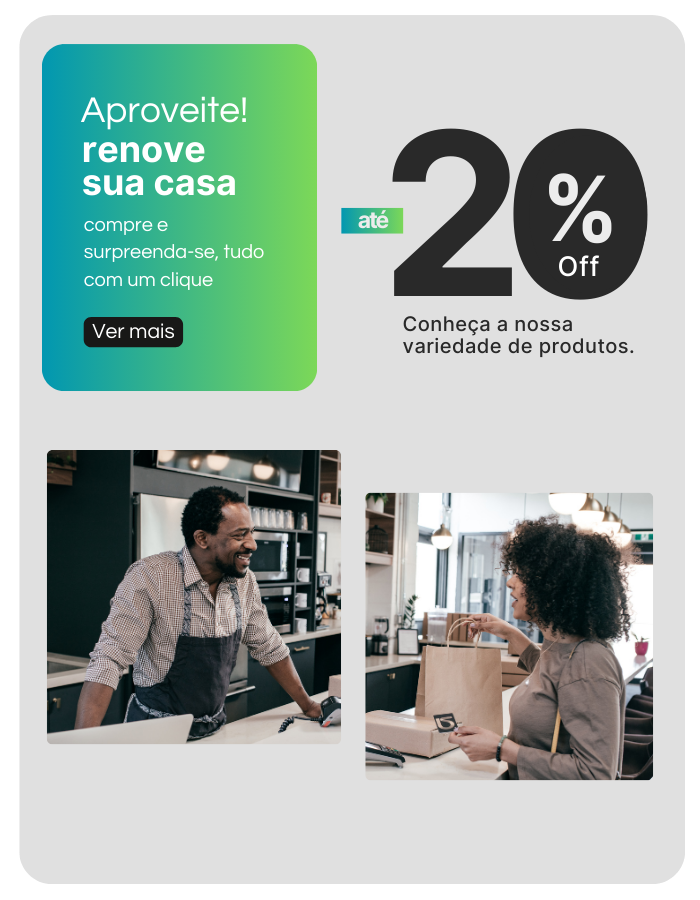 Aproveite!
renove
sua casa
compre e
surpreenda-se, tudo
com um clique
Ver mais
até
20
%
Off
Conheça a nossa
variedade de produtos.